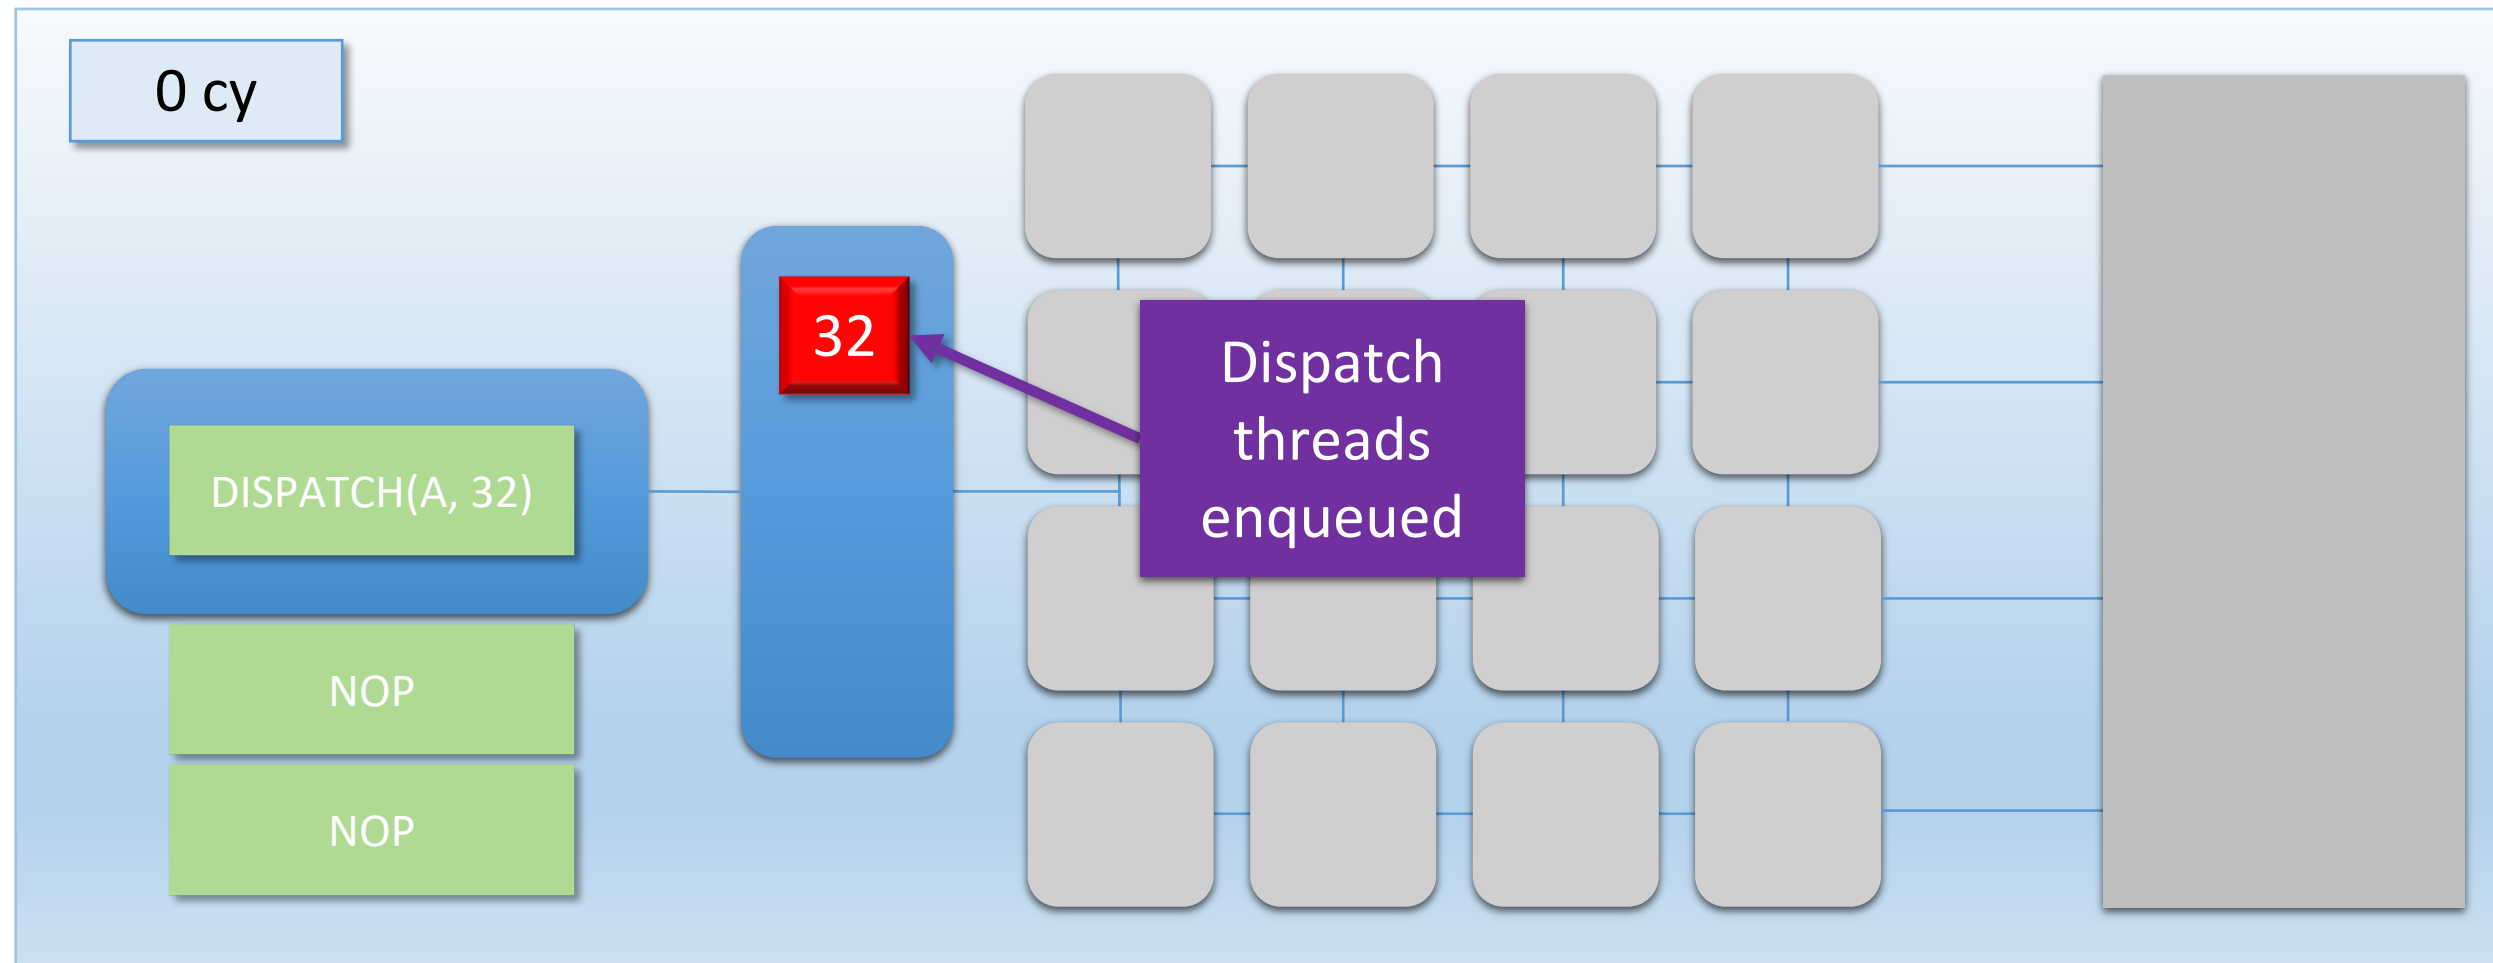 0 cy
32
Dispatch
threads
enqueued
DISPATCH(A, 32)
NOP
NOP